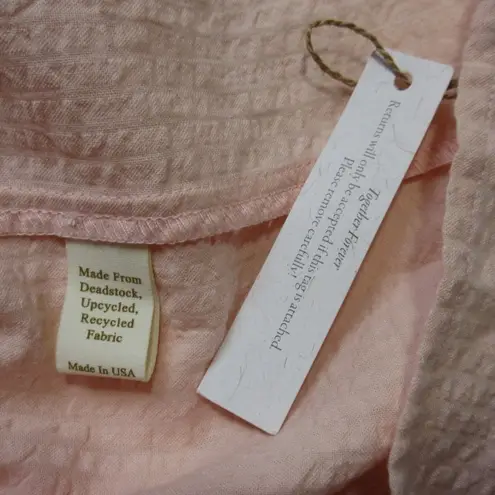 Made From
Deadstock,
Upcycled,
Recycled
Fabric
Made In USA
Together Forever
Returns will only be accepted if this tag is attached.
Please remove carefully!